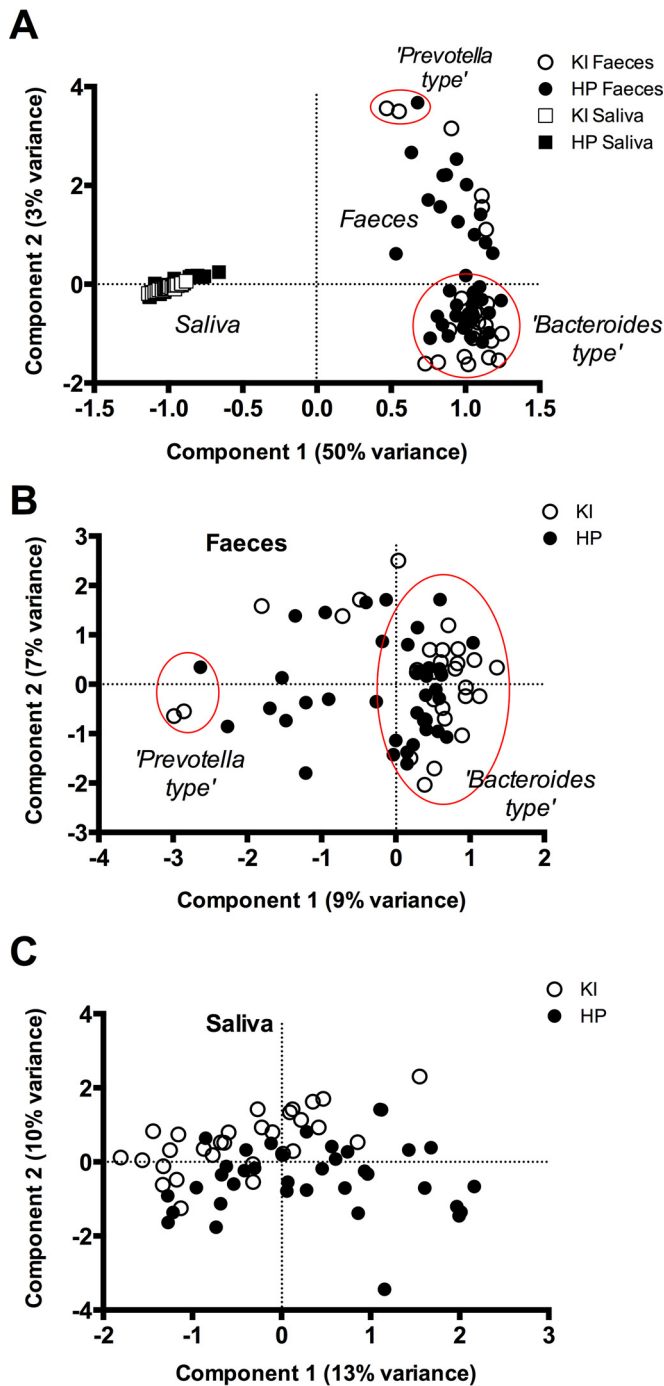 A
'Prevotella
type'
KI Faeces
HP Faeces
KI Saliva
HP Saliva
4
2
0
-2
Component 2 (3% variance)
Faeces
Saliva
'Bacteroides
type'
-1.5 -1.0 -0.5 0.0 0.5 1.0 1.5
Component 1 (50% variance)
B
KI
HP
Faeces
3
2
1
0
-1
-2
-3
Component 2 (7% variance)
'Prevotella
type'
'Bacteroides
type'
-4 -3 -2 -1 0 1 2
Component 1 (9% variance)
C
KI
HP
Saliva
4
2
0
-2
-4
Component 2 (10% variance)
-2 -1 0 1 2 3
Component 1 (13% variance)